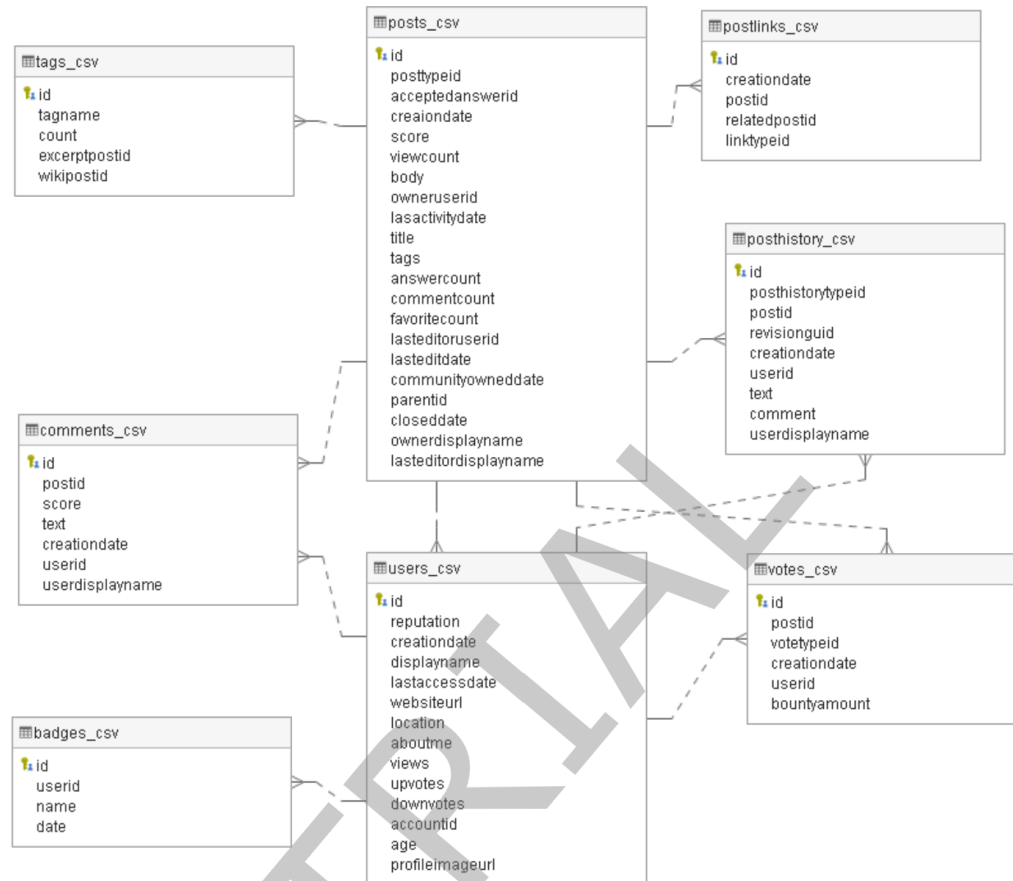 posts_csv
id
posttypeid
acceptedanswerid
creaiondate
score
viewcount
body
owneruserid
lasactivitydate
title
tags
answercount
commentcount
favoritecount
lasteditoruserid
lasteditdate
communityowneddate
parentid
closeddate
ownerdisplayname
lasteditordisplayname
postlinks_csv
id
creationdate
postid
relatedpostid
linktypeid
tags_csv
id
tagname
count
excerptpostid
wikipostid
posthistory_csv
id
posthistorytypeid
postid
revisionguid
creationdate
userid
text
comment
userdisplayname
comments_csv
id
postid
score
text
creationdate
userid
userdisplayname
users_csv
id
reputation
creationdate
displayname
lastaccessdate
websiteurl
location
aboutme
views
upvotes
downvotes
accountid
age
profileimageurl
votes_csv
id
postid
votetypeid
creationdate
userid
bountyamount
badges_csv
id
userid
name
date
TRIAL